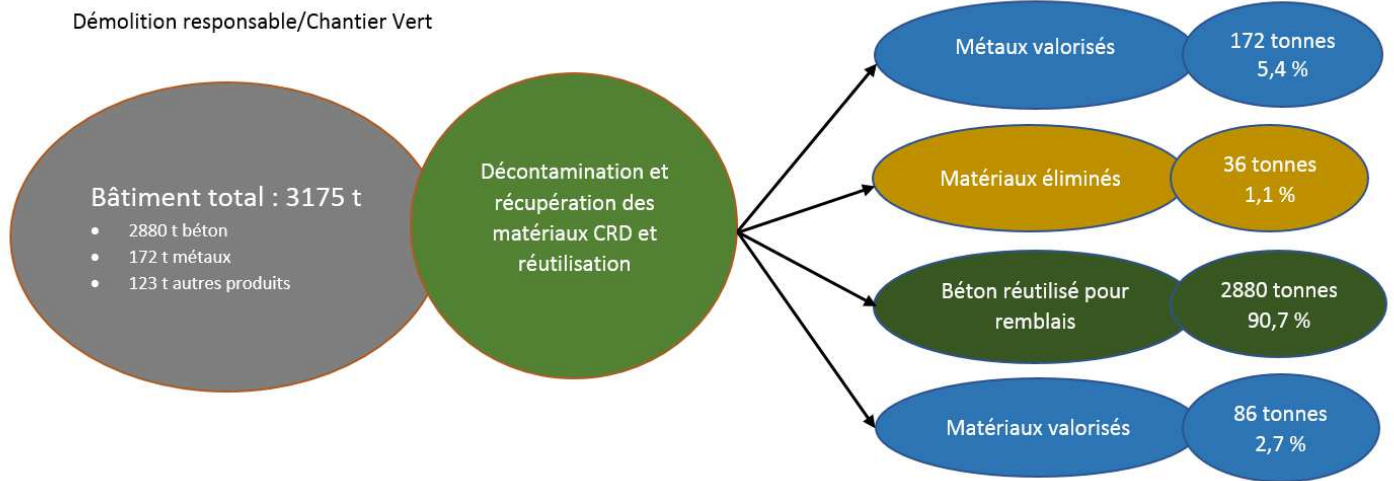 Démolition responsable/Chantier Vert
Bâtiment total : 3175 t
• 2880 t béton
• 172 t métaux
• 123 t autres produits
Décontamination et
récupération des
matériaux CRD et
réutilisation
Métaux valorisés
172 tonnes
5,4 %
Matériaux éliminés
36 tonnes
1,1 %
Béton réutilisé pour
remblais
2880 tonnes
90,7 %
Matériaux valorisés
86 tonnes
2,7 %